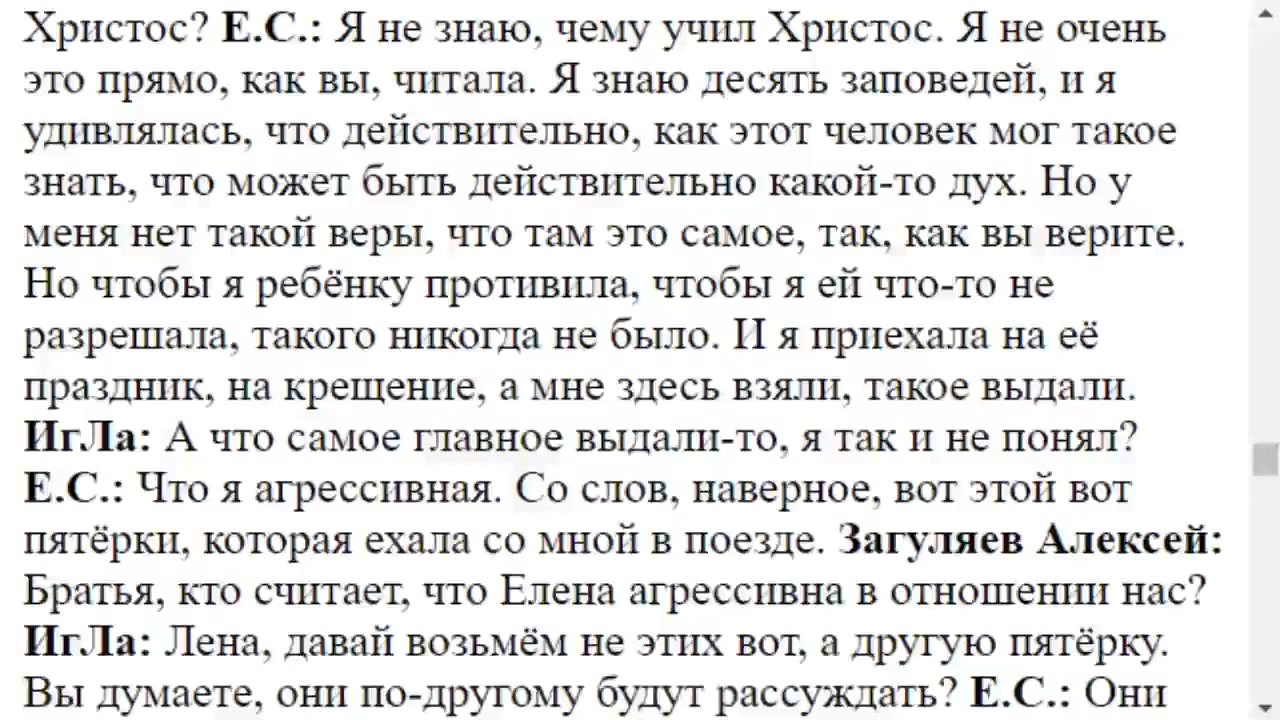 Христос? Е.С.: Я не знаю, чему учил Христос. Я не очень
это прямо, как вы, читала. Я знаю десять заповедей, и я
удивлялась, что действительно, как этот человек мог такое
знать, что может быть действительно какой-то дух. Но у
меня нет такой веры, что там это самое, так, как вы верите.
Но чтобы я ребёнку противила, чтобы я ей что-то не
разрешала, такого никогда не было. И я приехала на её
праздник, на крещение, а мне здесь взяли, такое выдали.
ИгЛа: А что самое главное выдали-то, я так и не понял?
Е.С.: Что я агрессивная. Со слов, наверное, вот этой вот
пятёрки, которая ехала со мной в поезде. Загуляев Алексей:
Братья, кто считает, что Елена агрессивна в отношении нас?
ИгЛа: Лена, давай возьмём не этих вот, а другую пятёрку.
Вы думаете, они по-другому будут рассуждать? Е.С.: Они